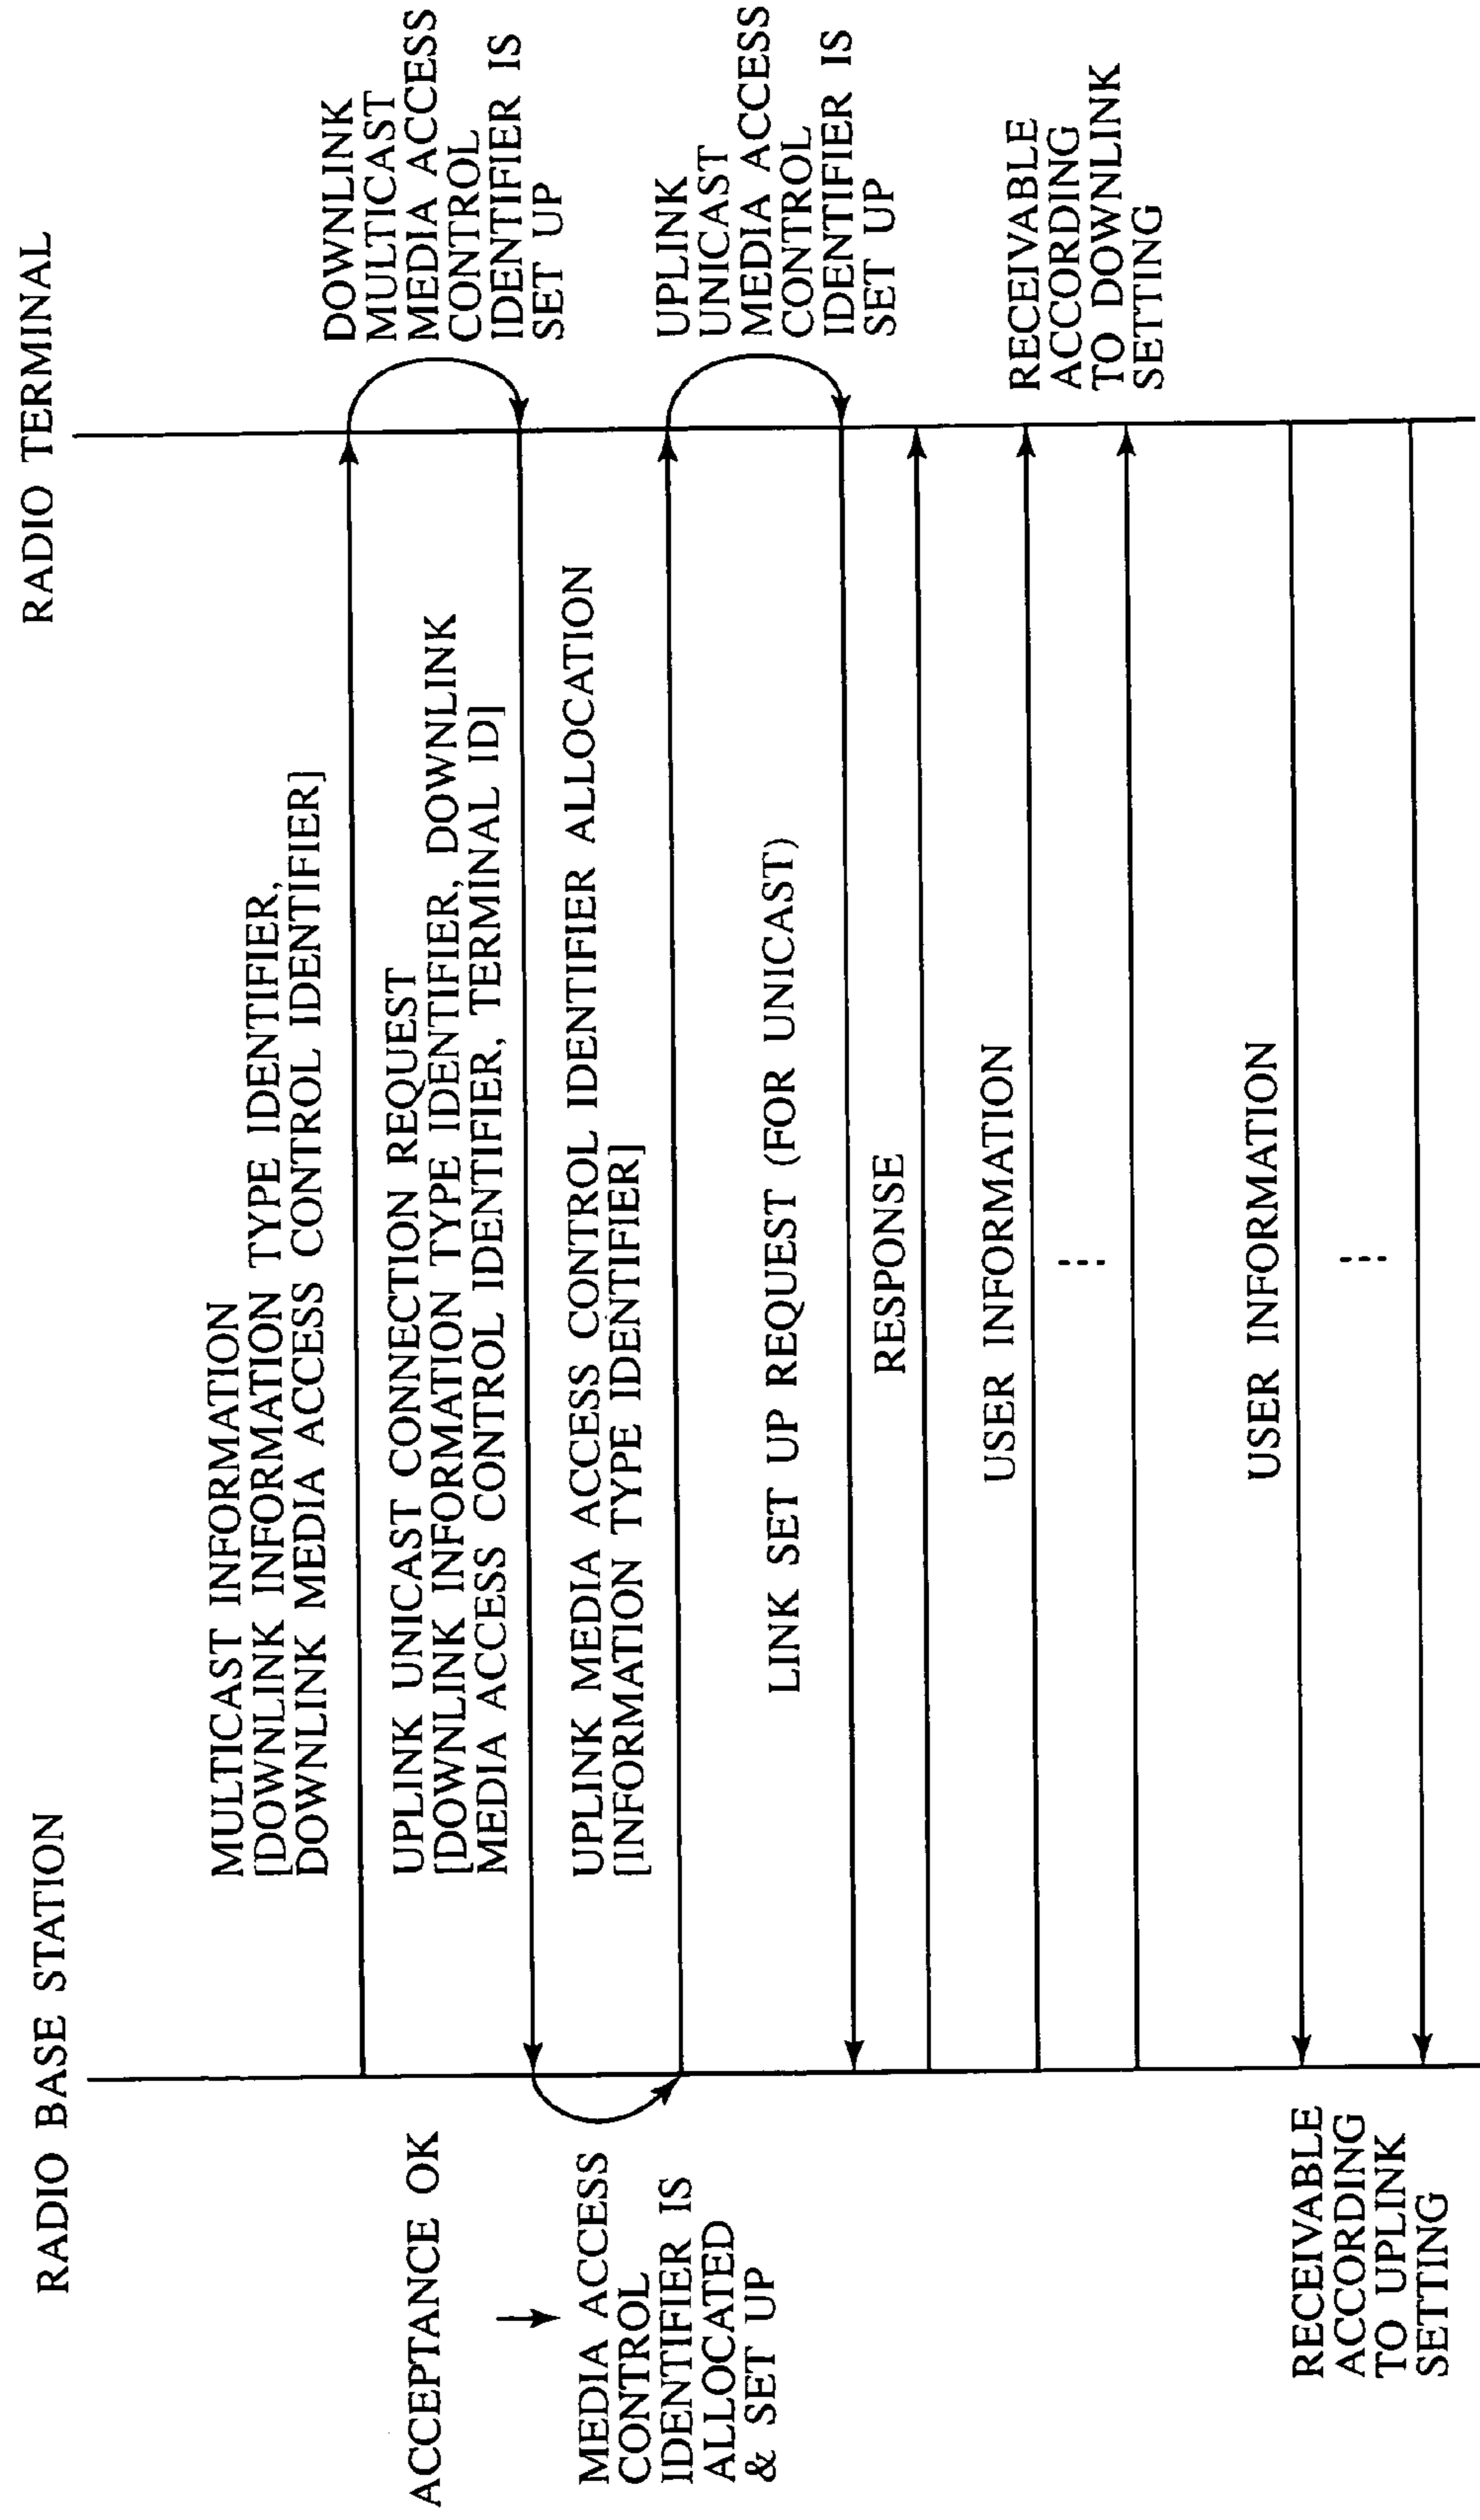 RADIO BASE STATION
RADIO TERMINAL
MULTICAST INFORMATION
[DOWNLINK INFORMATION TYPE IDENTIFIER,
DOWNLINK MEDIA ACCESS CONTROL IDENTIFIER]
DOWNLINK
MULTICAST
MEDIA ACCESS
CONTROL
IDENTIFIER IS
SET UP
UPLINK UNICAST CONNECTION REQUEST
[DOWNLINK INFORMATION TYPE IDENTIFIER, DOWNLINK
MEDIA ACCESS CONTROL IDENTIFIER, TERMINAL ID]
ACCEPTANCE OK
MEDIA ACCESS
CONTROL
IDENTIFIER IS
ALLOCATED
& SET UP
UPLINK MEDIA ACCESS CONTROL IDENTIFIER ALLOCATION
[INFORMATION TYPE IDENTIFIER]
UPLINK
UNICAST
MEDIA ACCESS
CONTROL
IDENTIFIER IS
SET UP
LINK SET UP REQUEST (FOR UNICAST)
RESPONSE
USER INFORMATION
RECEIVABLE
ACCORDING
TO DOWNLINK
SETTING
USER INFORMATION
RECEIVABLE
ACCORDING
TO UPLINK
SETTING